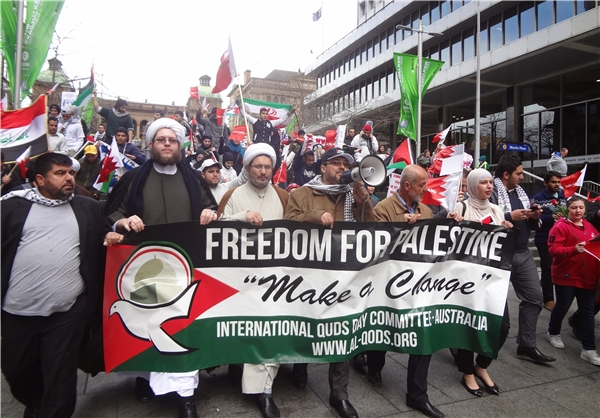 FREEDOM FOR PALESTINE
"Make a Change"
INTERNATIONAL QUDS DAY COMMITTEE-AUSTRALIA
WWW.AL-QODS.ORG